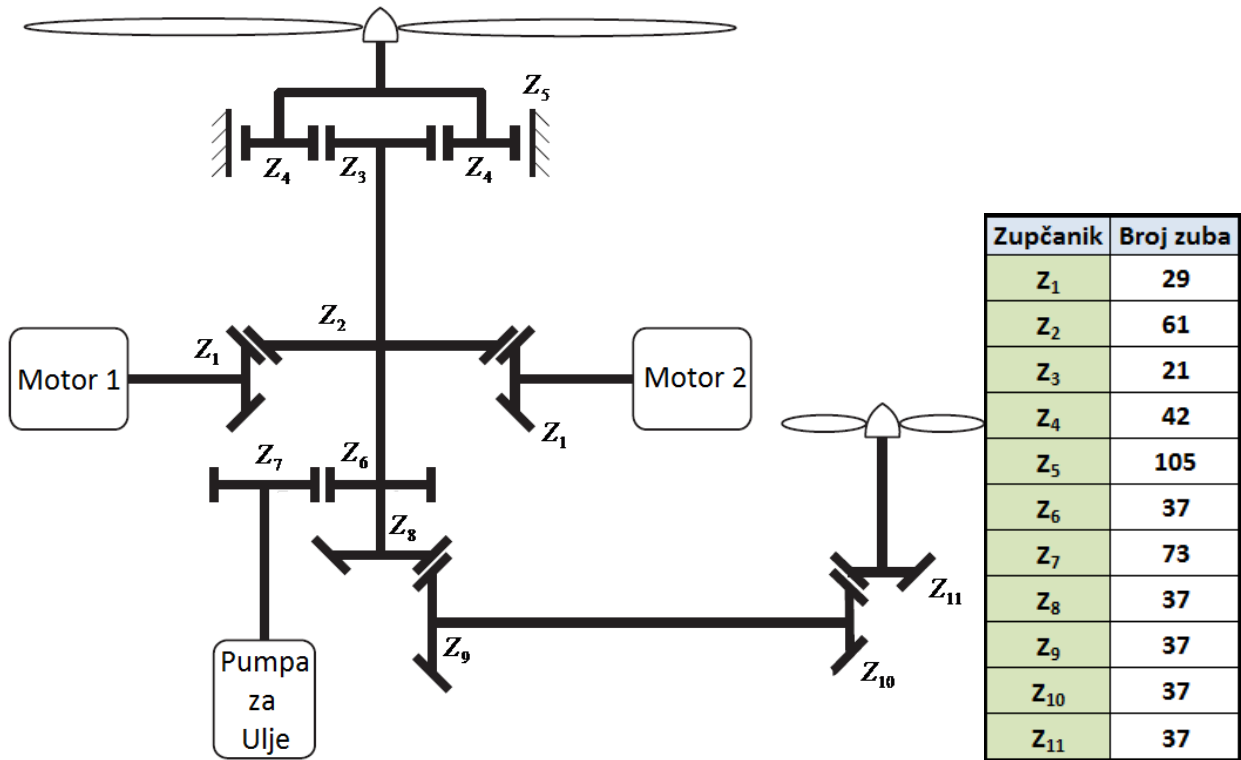 Z₅
Z₄ Z₃ Z₄
Z₂
Z₁
Motor 1
Motor 2
Z₁
Z₇ Z₆
Z₈
Z₁₁
Z₉
Z₁₀
Pumpa
za
Ulje
Zupčanik Broj zuba
Z₁ 29
Z₂ 61
Z₃ 21
Z₄ 42
Z₅ 105
Z₆ 37
Z₇ 73
Z₈ 37
Z₉ 37
Z₁₀ 37
Z₁₁ 37